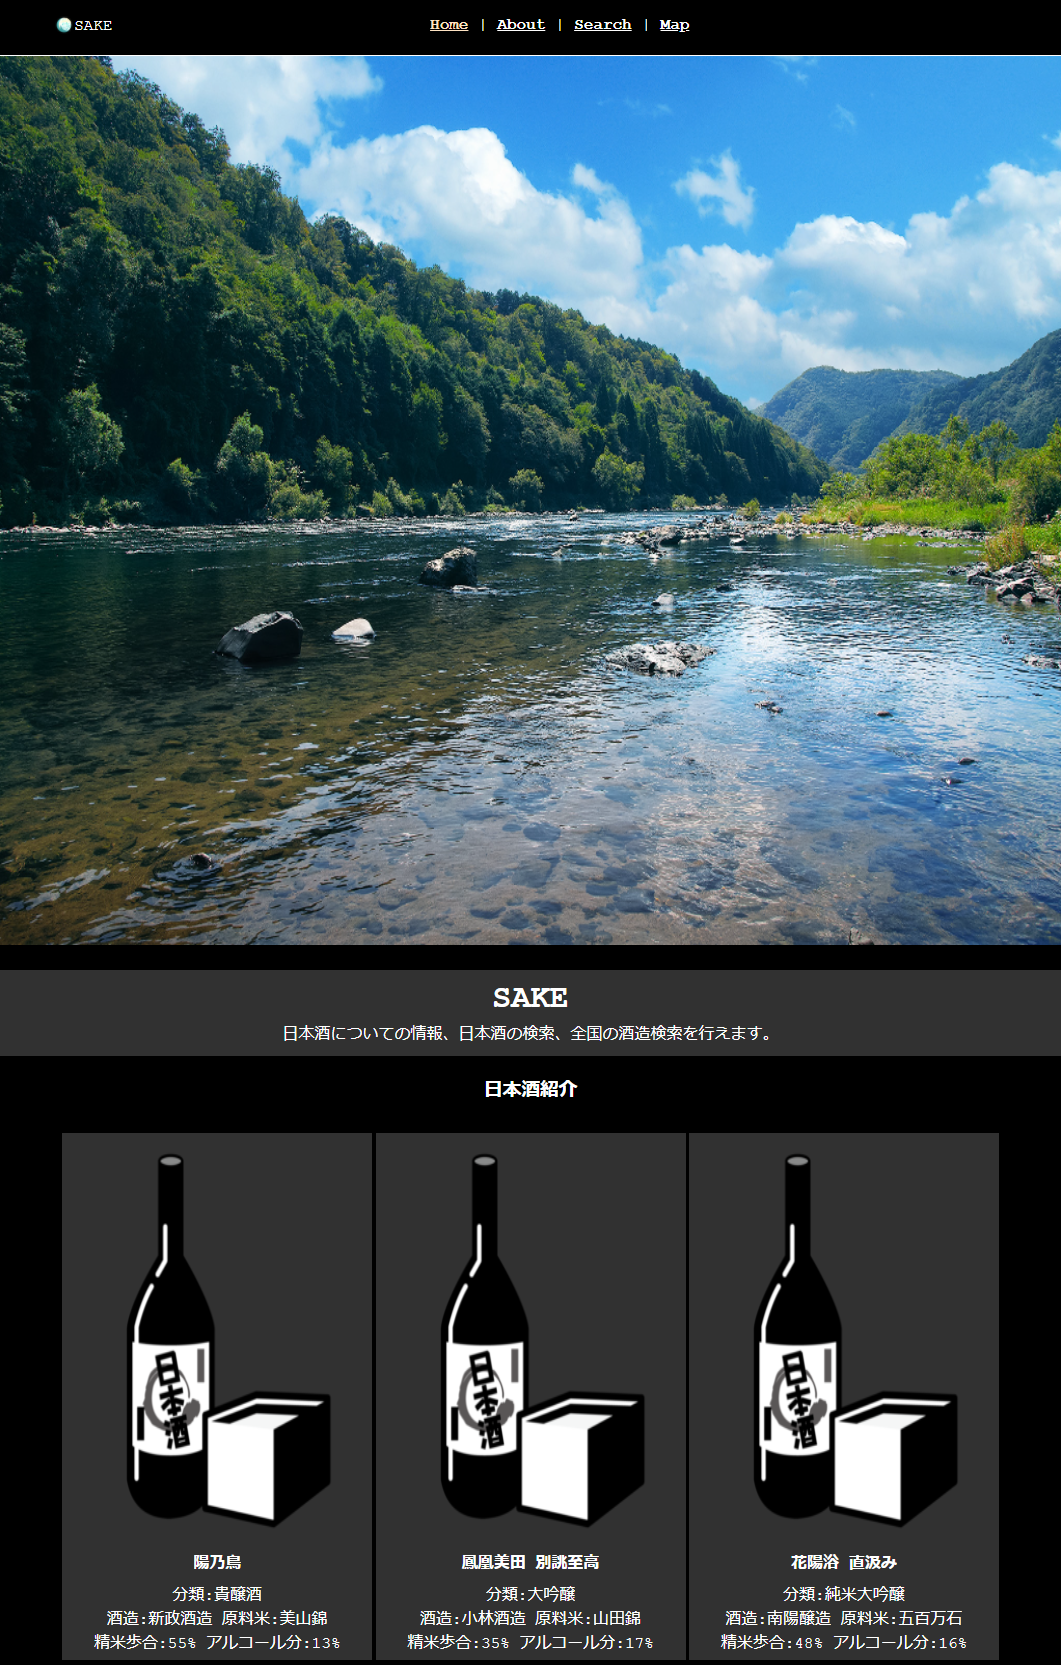 SAKE
Home | About | Search | Map
SAKE
日本酒についての情報、日本酒の検索、全国の酒造検索を行えます。
日本酒紹介
日本酒
日本酒
日本酒
陽乃鳥
分類:貴醸酒
酒造:新政酒造 原料米:美山錦
精米歩合:55% アルコール分:13%
鳳凰美田 別誂至高
分類:大吟醸
酒造:小林酒造 原料米:山田錦
精米歩合:35% アルコール分:17%
花陽浴 直汲み
分類:純米大吟醸
酒造:南陽醸造 原料米:五百万石
精米歩合:48% アルコール分:16%